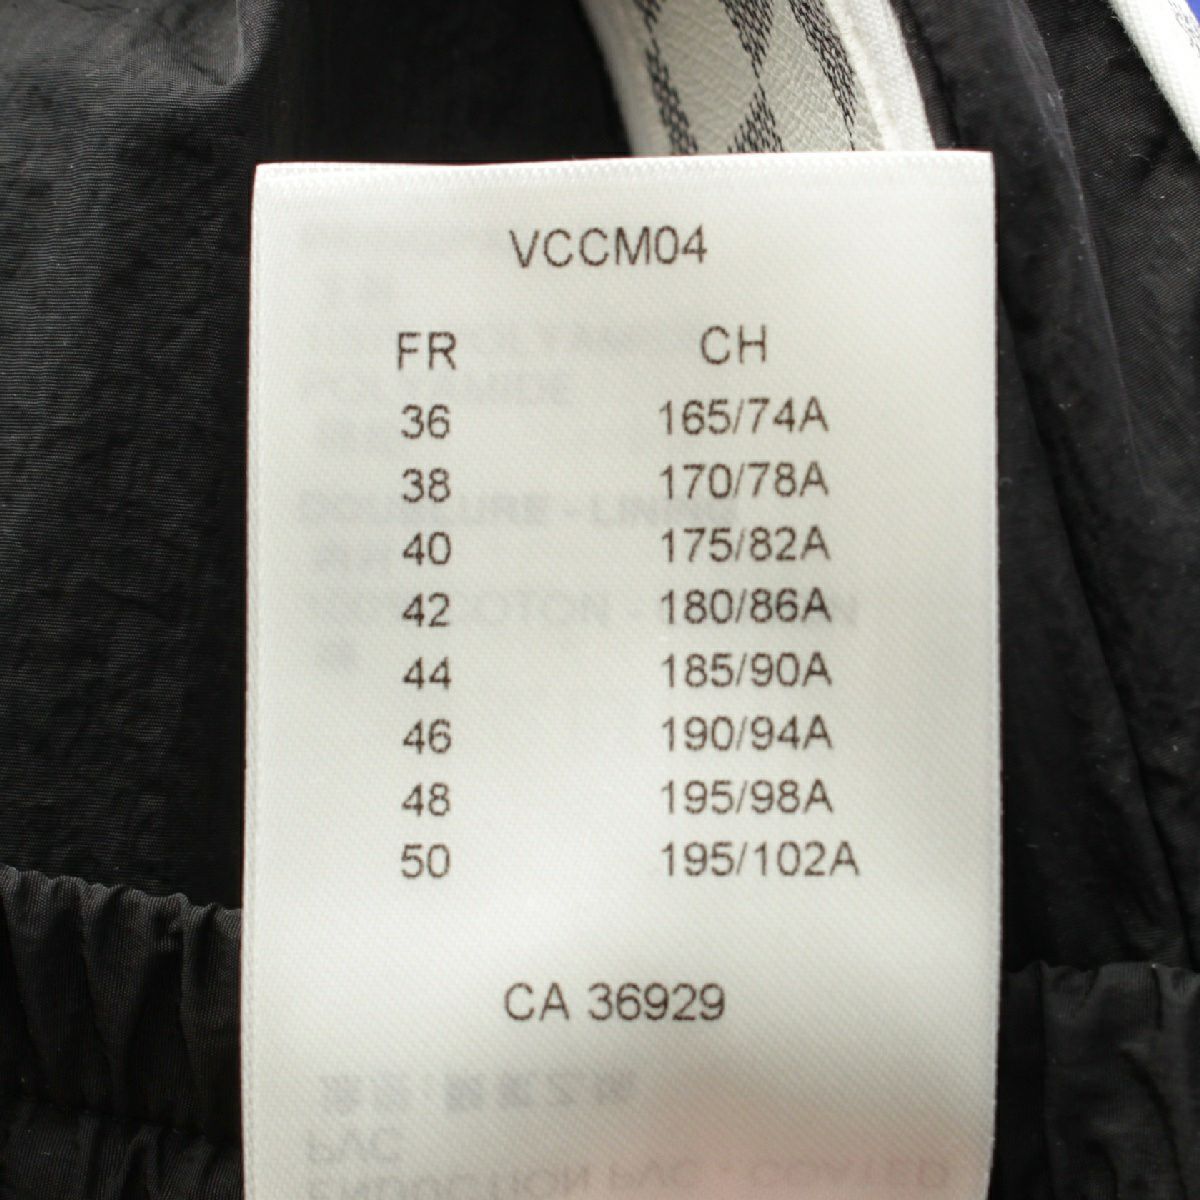 VCCM04
FR CH
36 165/74A
38 170/78A
40 175/82A
42 180/86A
44 185/90A
46 190/94A
48 195/98A
50 195/102A
CA 36929